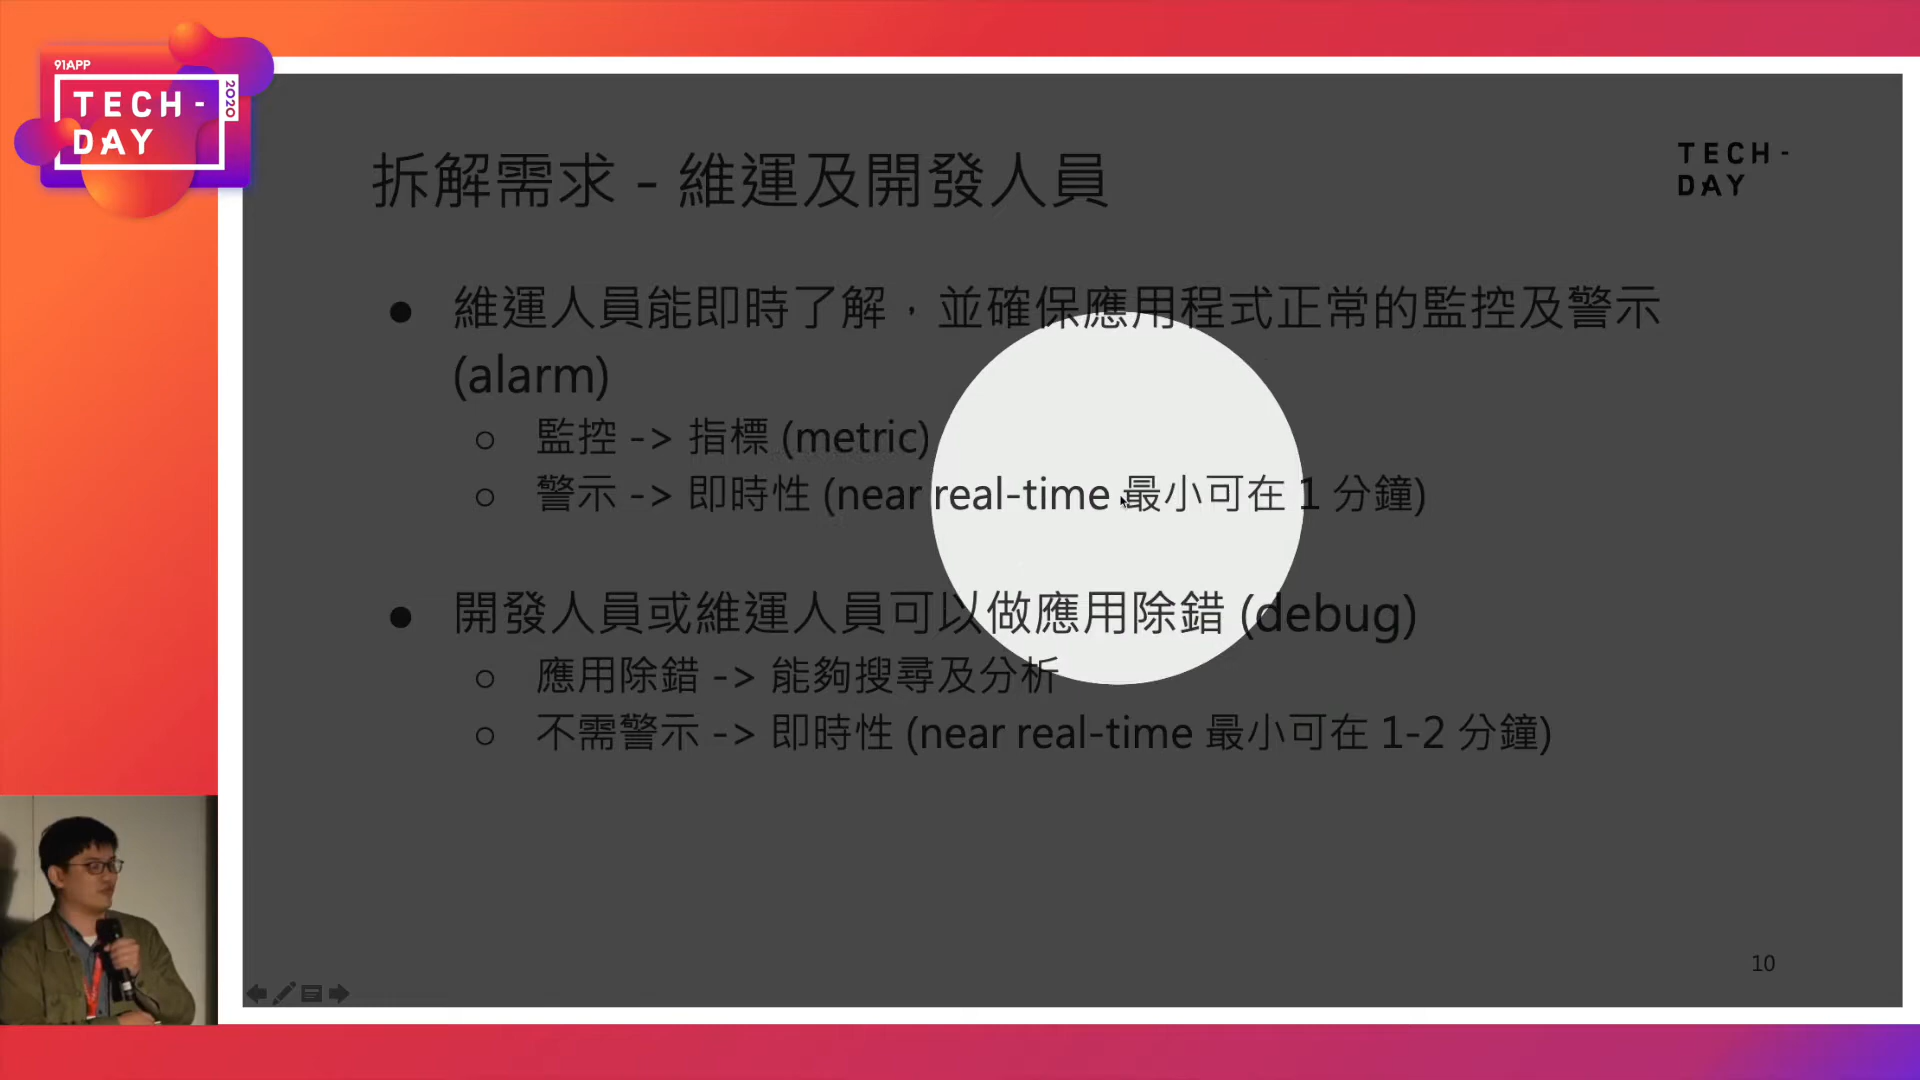 91APP
TECH-
DAY
2020
拆解需求 - 維運及開發人員
TECH-
DAY
● 維運人員能即時了解，並確保應用程式正常的監控及警示
(alarm)
○ 監控 -> 指標 (metric)
○ 警示 -> 即時性 (near real-time 最小可在 1 分鐘)
● 開發人員或維運人員可以做應用除錯 (debug)
○ 應用除錯 -> 能夠搜尋及分析
○ 不需警示 -> 即時性 (near real-time 最小可在 1-2 分鐘)
10